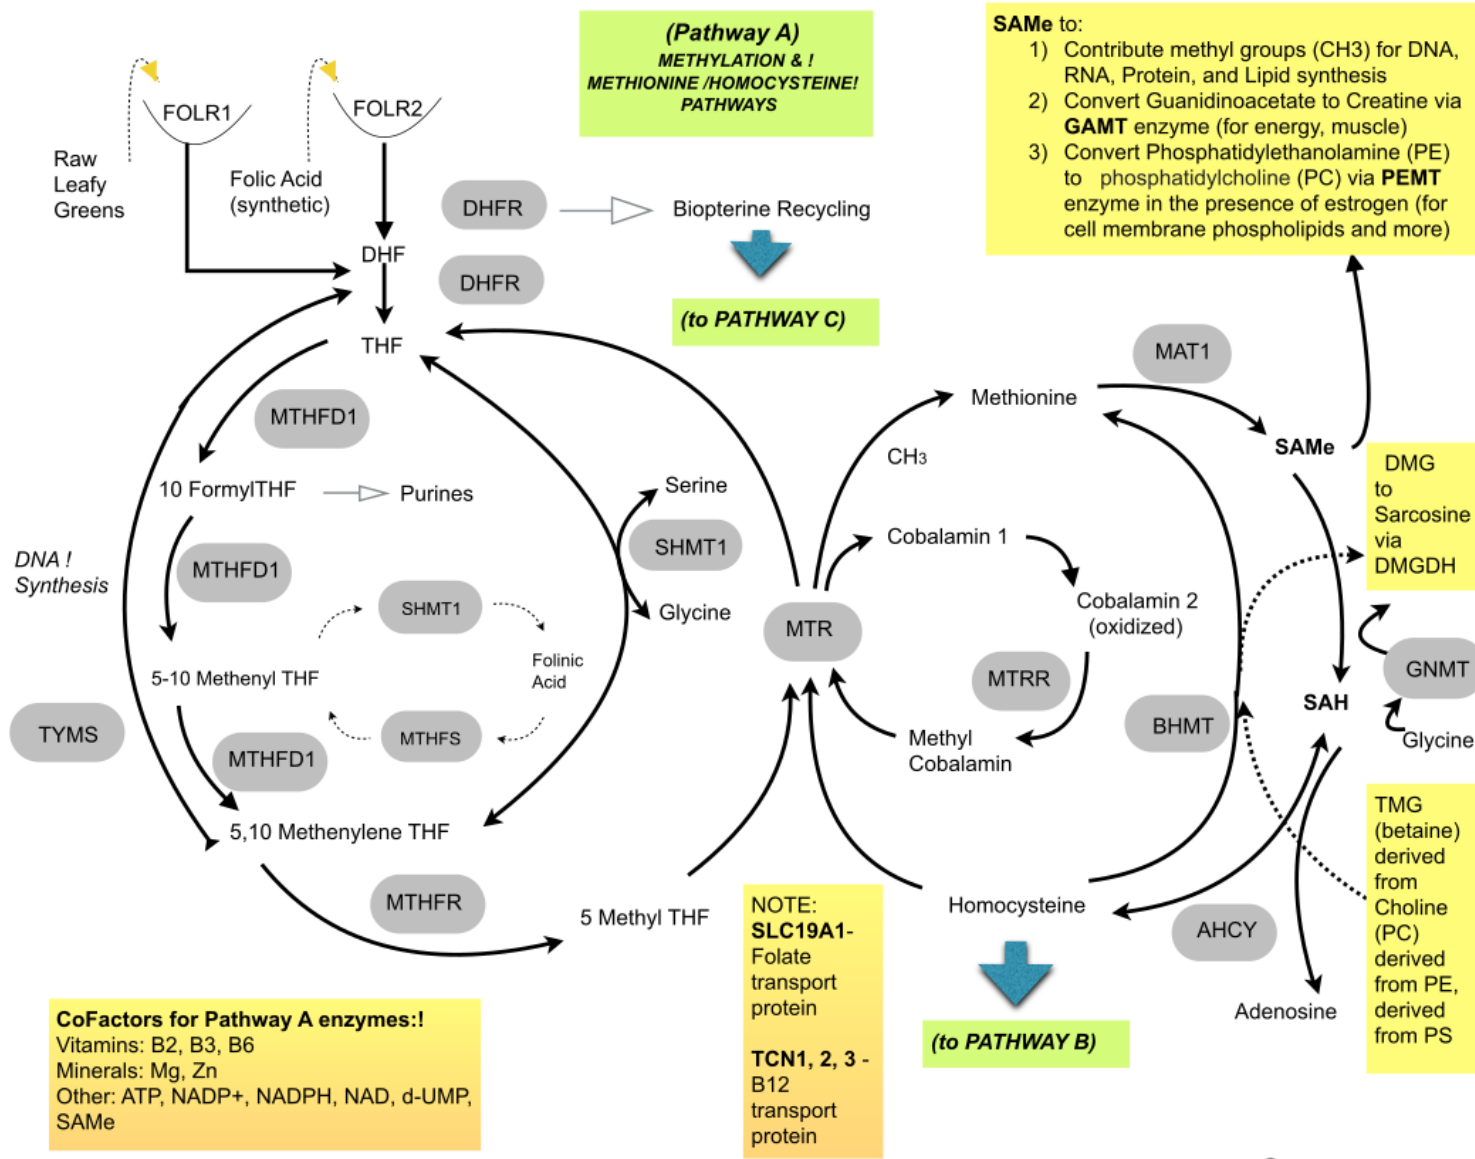 (Pathway A)
METHYLATION & !
METHIONINE /HOMOCYSTEINE!
PATHWAYS
SAMe to:
1) Contribute methyl groups (CH3) for DNA,
RNA, Protein, and Lipid synthesis
2) Convert Guanidinoacetate to Creatine via
GAMT enzyme (for energy, muscle)
3) Convert Phosphatidylethanolamine (PE)
to phosphatidylcholine (PC) via PEMT
enzyme in the presence of estrogen (for
cell membrane phospholipids and more)
FOLR1
FOLR2
Raw
Leafy
Greens
Folic Acid
(synthetic)
DHFR
Biopterine Recycling
DHF
DHFR
(to PATHWAY C)
THF
MTHFD1
10 FormylTHF
Purines
DNA !
Synthesis
MTHFD1
SHMT1
Folinic
Acid
5-10 Methenyl THF
MTHFS
TYMS
MTHFD1
5,10 Methenylene THF
MTHFR
5 Methyl THF
Serine
SHMT1
Glycine
MTR
CH3
Methionine
MAT1
SAMe
Cobalamin 1
Cobalamin 2
(oxidized)
MTRR
Methyl
Cobalamin
BHMT
DMG
to
Sarcosine
via
DMGDH
GNMT
Glycine
SAH
Homocysteine
AHCY
Adenosine
TMG
(betaine)
derived
from
Choline
(PC)
derived
from PE,
derived
from PS
(to PATHWAY B)
NOTE:
SLC19A1-
Folate
transport
protein
TCN1, 2, 3 -
B12
transport
protein
CoFactors for Pathway A enzymes:!
Vitamins: B2, B3, B6
Minerals: Mg, Zn
Other: ATP, NADP+, NADPH, NAD, d-UMP,
SAMe